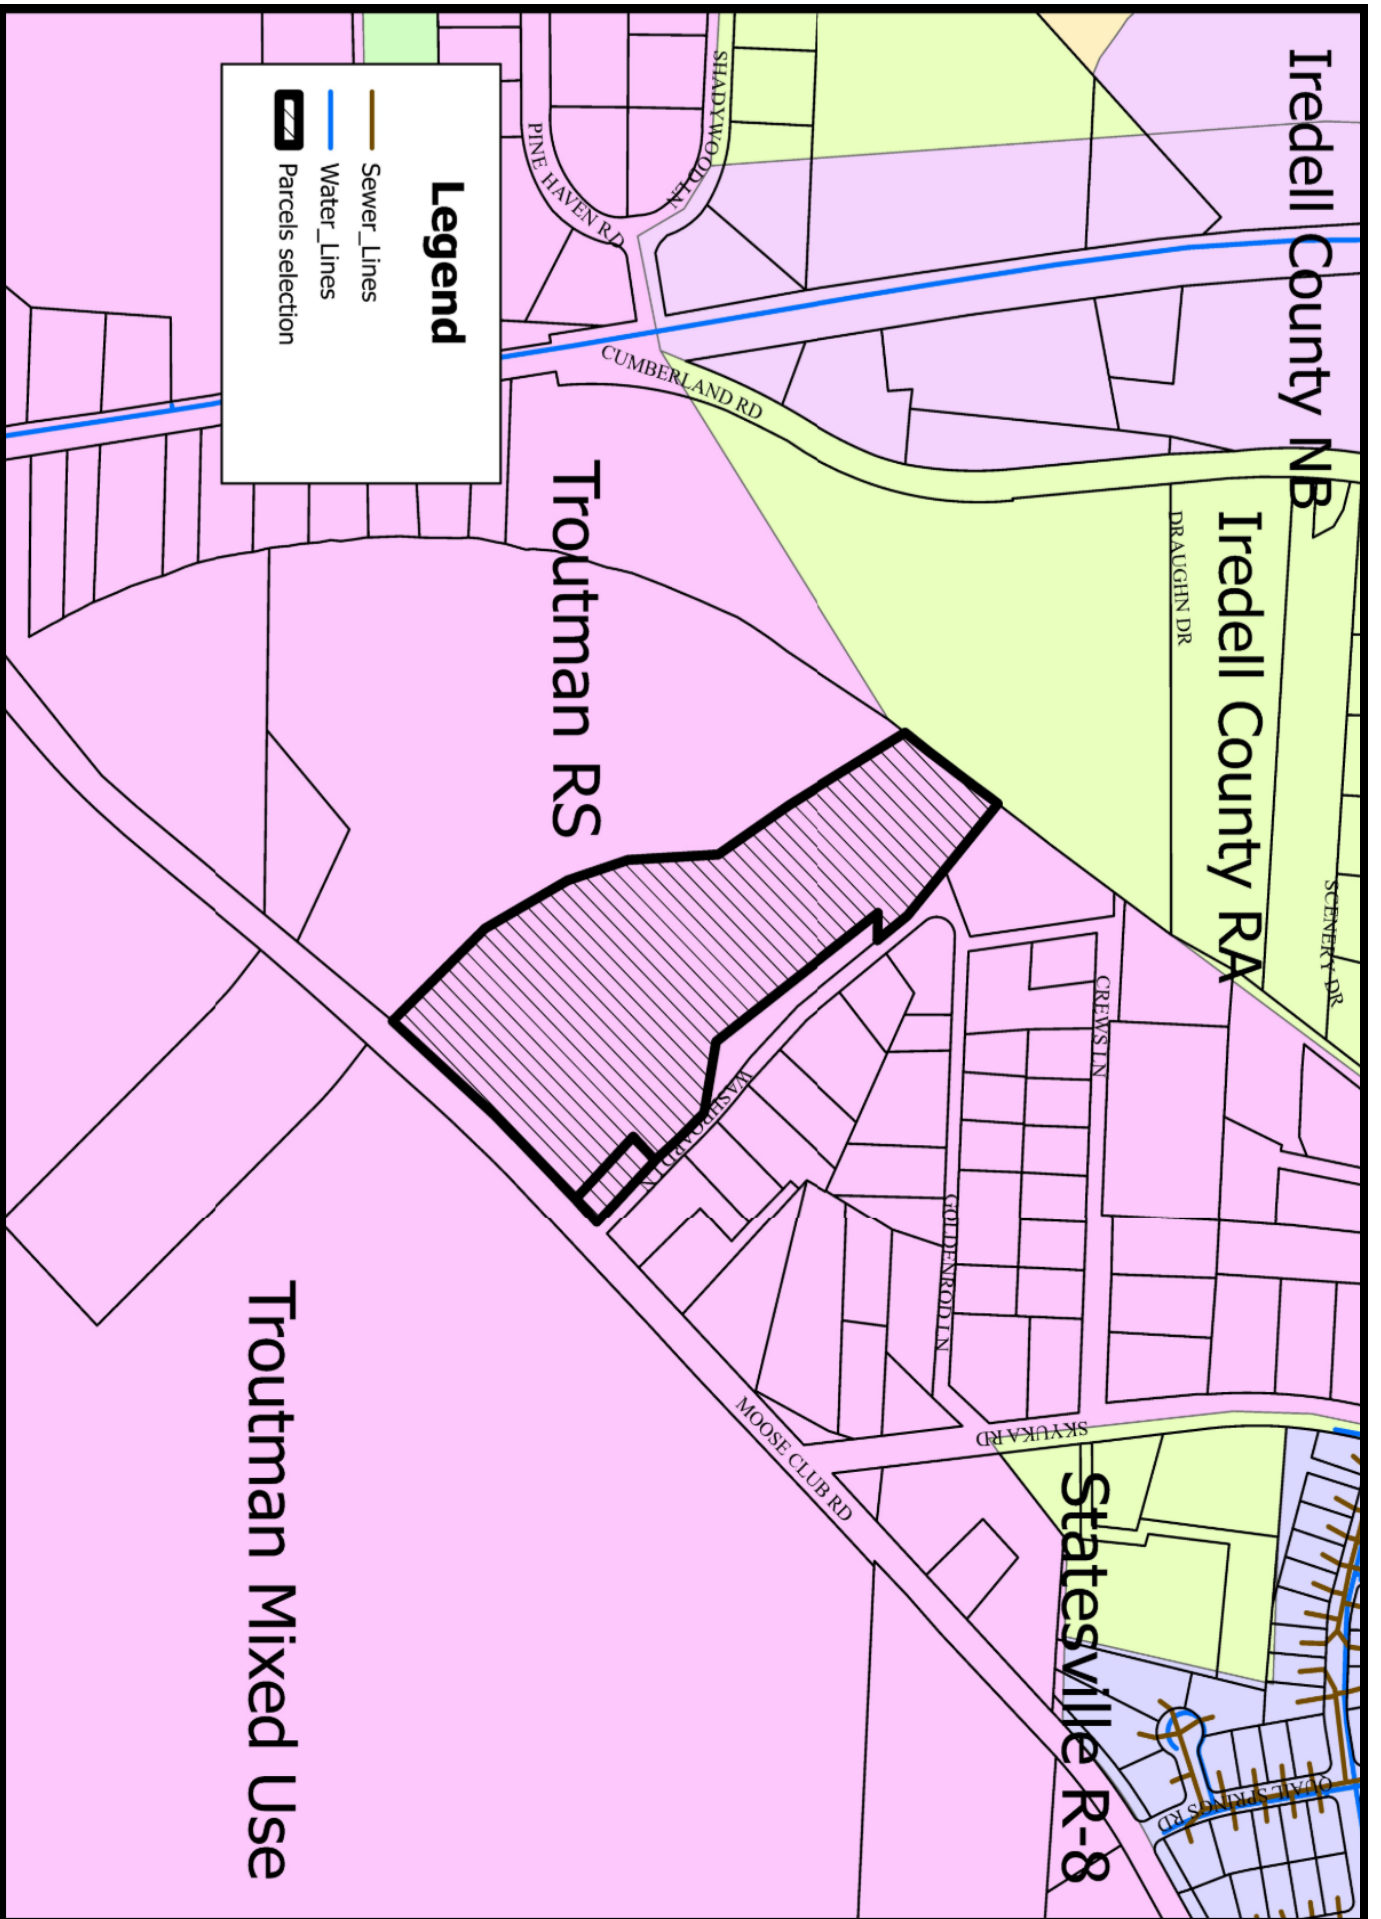 Iredell County NB
Iredell County RA
Statesville R-8
Troutman RS
Troutman Mixed Use
SCENERY DR
DRAUGHN DR
CREWS LN
QUAIL SPRINGS RD
SKYUKA RD
GOLDENROD LN
SHADYWOOD LN
CUMBERLAND RD
WASHBOARD LN
MOOSE CLUB RD
PINE HAVEN RD
Legend
Sewer_Lines
Water_Lines
Parcels selection